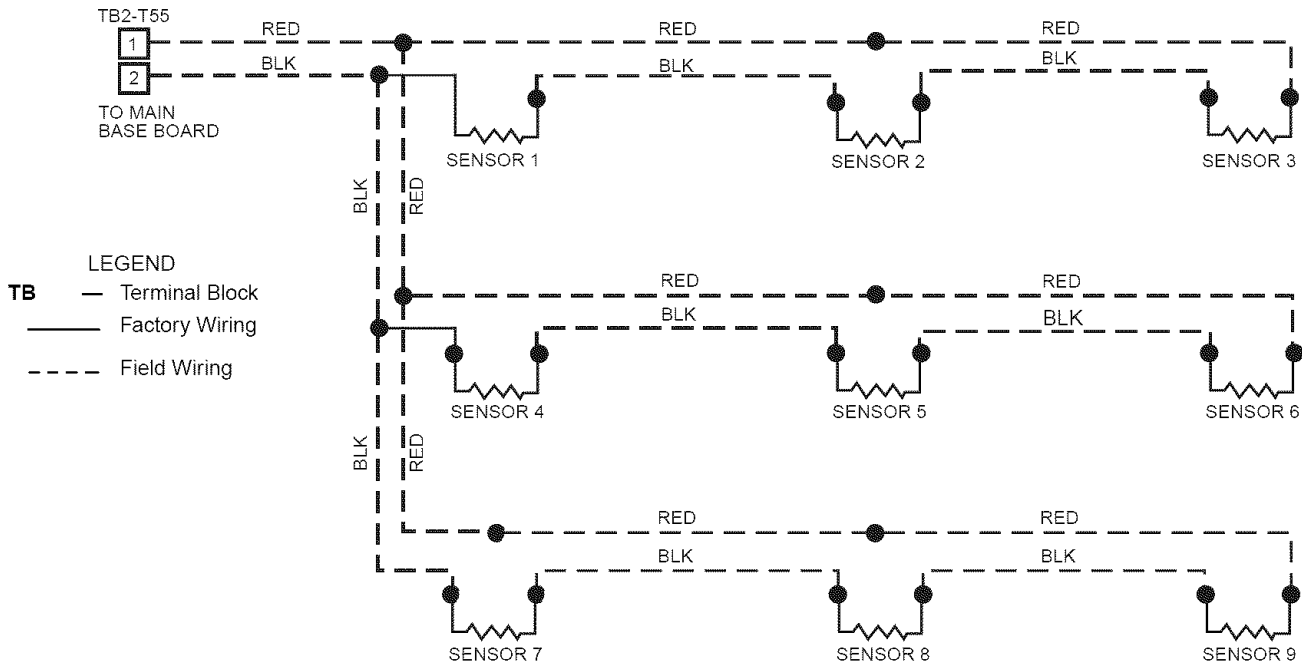 TB2-T55
1
RED
RED
RED
2
BLK
BLK
BLK
TO MAIN
BASE BOARD
SENSOR 1
SENSOR 2
SENSOR 3
BLK
RED
LEGEND
TB — Terminal Block
Factory Wiring
Field Wiring
RED
RED
BLK
BLK
SENSOR 4
SENSOR 5
SENSOR 6
BLK
RED
RED
RED
BLK
BLK
SENSOR 7
SENSOR 8
SENSOR 9